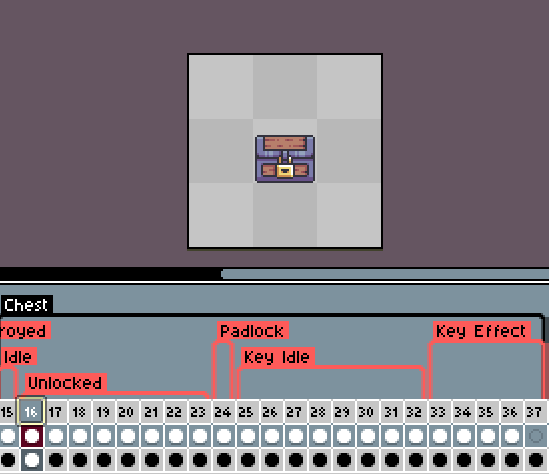 Chest
royed
Padlock
Key Effect
Idle
Key Idle
Unlocked
15 16 17 18 19 20 21 22 23 24 25 26 27 28 29 30 31 32 33 34 35 36 37